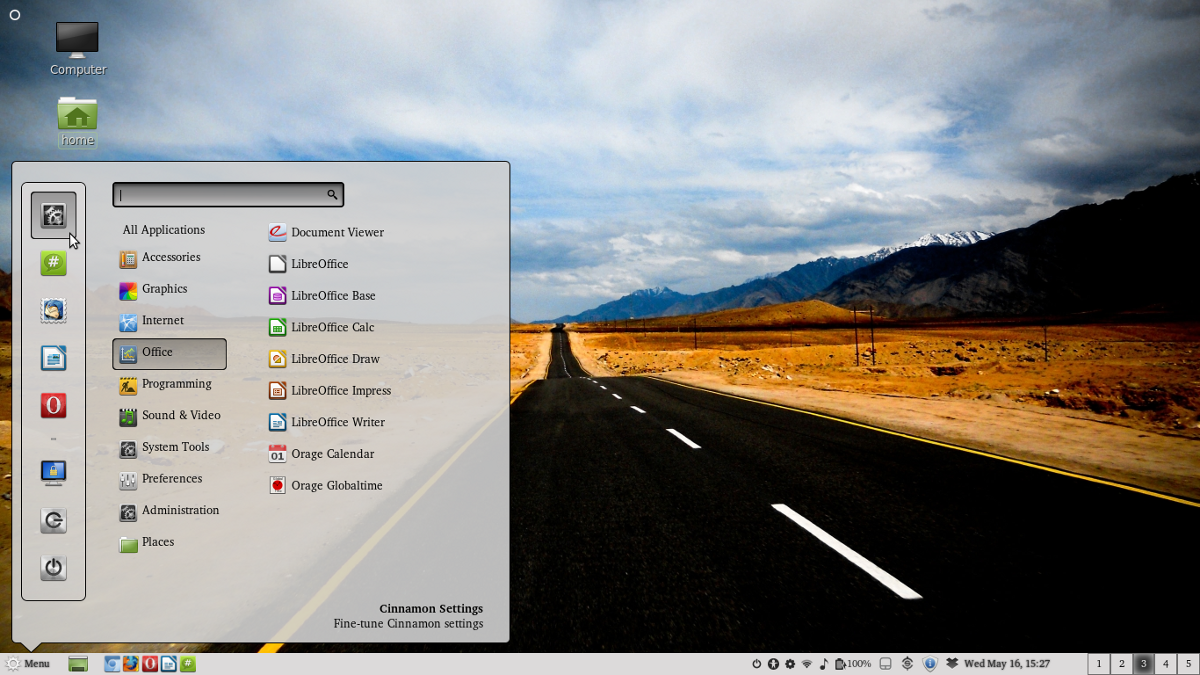 Computer
home
All Applications
Accessories
Graphics
Internet
Office
Programming
Sound & Video
System Tools
Preferences
Administration
Places
Document Viewer
LibreOffice
LibreOffice Base
LibreOffice Calc
LibreOffice Draw
LibreOffice Impress
LibreOffice Writer
01 Orage Calendar
Orage Globaltime
Cinnamon Settings
Fine-tune Cinnamon settings
Menu 100% Wed May 16, 15:27 1 2 3 4 5